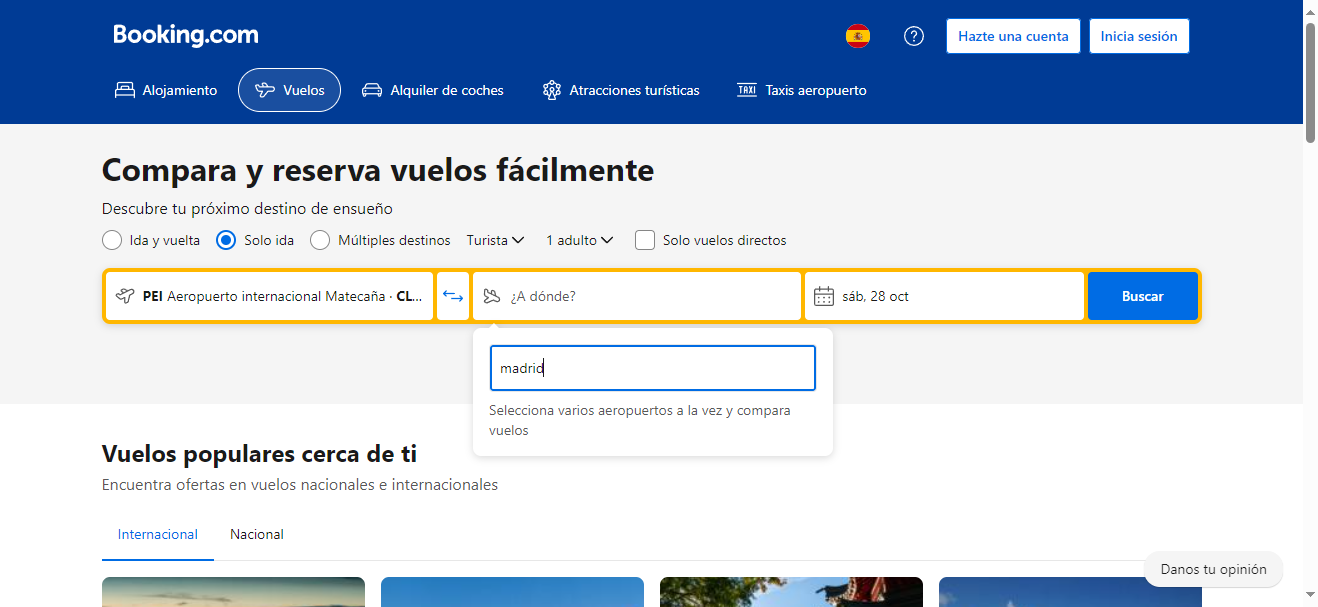 Booking.com
Hazte una cuenta
Inicia sesión
Alojamiento
Vuelos
Alquiler de coches
Atracciones turísticas
TAXI Taxis aeropuerto
Compara y reserva vuelos fácilmente
Descubre tu próximo destino de ensueño
Ida y vuelta
Solo ida
Múltiples destinos
Turista
1 adulto
Solo vuelos directos
PEI Aeropuerto internacional Matecaña · CL...
¿A dónde?
sáb, 28 oct
Buscar
madrid
Selecciona varios aeropuertos a la vez y compara
vuelos
Vuelos populares cerca de ti
Encuentra ofertas en vuelos nacionales e internacionales
Internacional
Nacional
Danos tu opinión